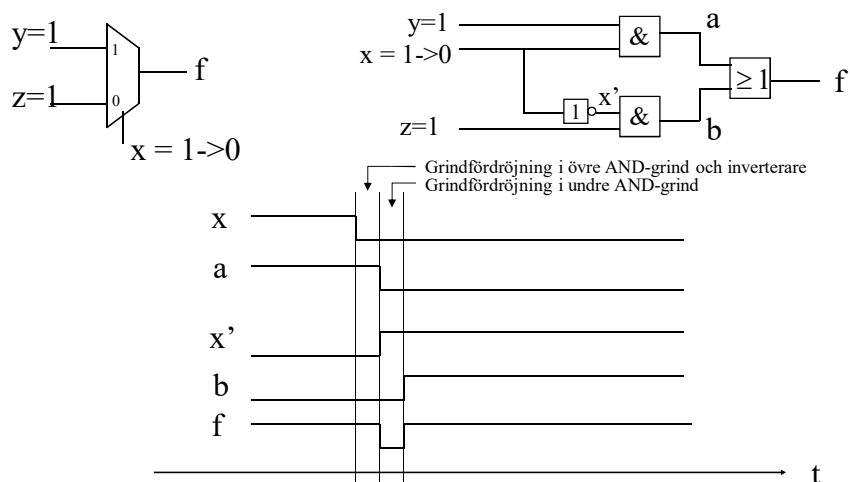 y=1
1
f
z=1
0
x = 1->0
y=1
&
a
x = 1->0
≥ 1
f
1
x’
&
z=1
b
Grindfördröjning i övre AND-grind och inverterare
Grindfördröjning i undre AND-grind
x
a
x’
b
f
t